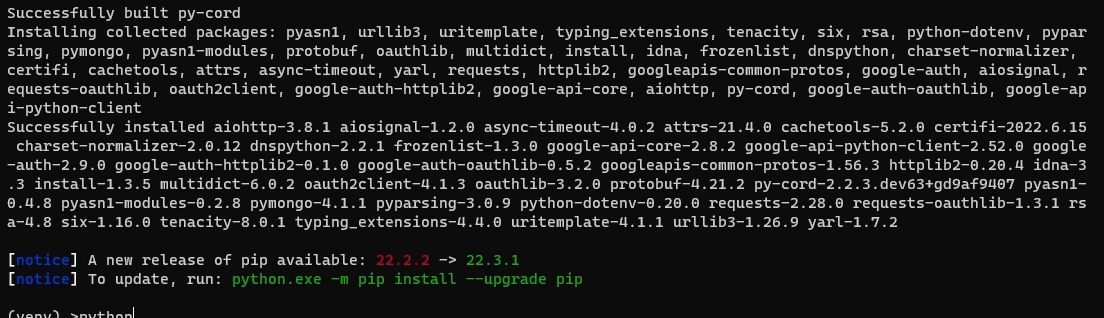 Successfully built py-cord
Installing collected packages: pyasn1, urllib3, uritemplate, typing_extensions, tenacity, six, rsa, python-dotenv, pypar
sing, pymongo, pyasn1-modules, protobuf, oauthlib, multidict, install, idna, frozenlist, dnspython, charset-normalizer,
certifi, cachetools, attrs, async-timeout, yarl, requests, httplib2, googleapis-common-protos, google-auth, aiosignal, r
equests-oauthlib, oauth2client, google-auth-httplib2, google-api-core, aiohttp, py-cord, google-auth-oauthlib, google-ap
i-python-client
Successfully installed aiohttp-3.8.1 aiosignal-1.2.0 async-timeout-4.0.2 attrs-21.4.0 cachetools-5.2.0 certifi-2022.6.15
 charset-normalizer-2.0.12 dnspython-2.2.1 frozenlist-1.3.0 google-api-core-2.8.2 google-api-python-client-2.52.0 google
-auth-2.9.0 google-auth-httplib2-0.1.0 google-auth-oauthlib-0.5.2 googleapis-common-protos-1.56.3 httplib2-0.20.4 idna-3
.3 install-1.3.5 multidict-6.0.2 oauth2client-4.1.3 oauthlib-3.2.0 protobuf-4.21.2 py-cord-2.2.3.dev63+gd9af9407 pyasn1-
0.4.8 pyasn1-modules-0.2.8 pymongo-4.1.1 pyparsing-3.0.9 python-dotenv-0.20.0 requests-2.28.0 requests-oauthlib-1.3.1 rs
a-4.8 six-1.16.0 tenacity-8.0.1 typing_extensions-4.4.0 uritemplate-4.1.1 urllib3-1.26.9 yarl-1.7.2
[notice] A new release of pip available: 22.2.2 -> 22.3.1
[notice] To update, run: python.exe -m pip install --upgrade pip
(venv) >python